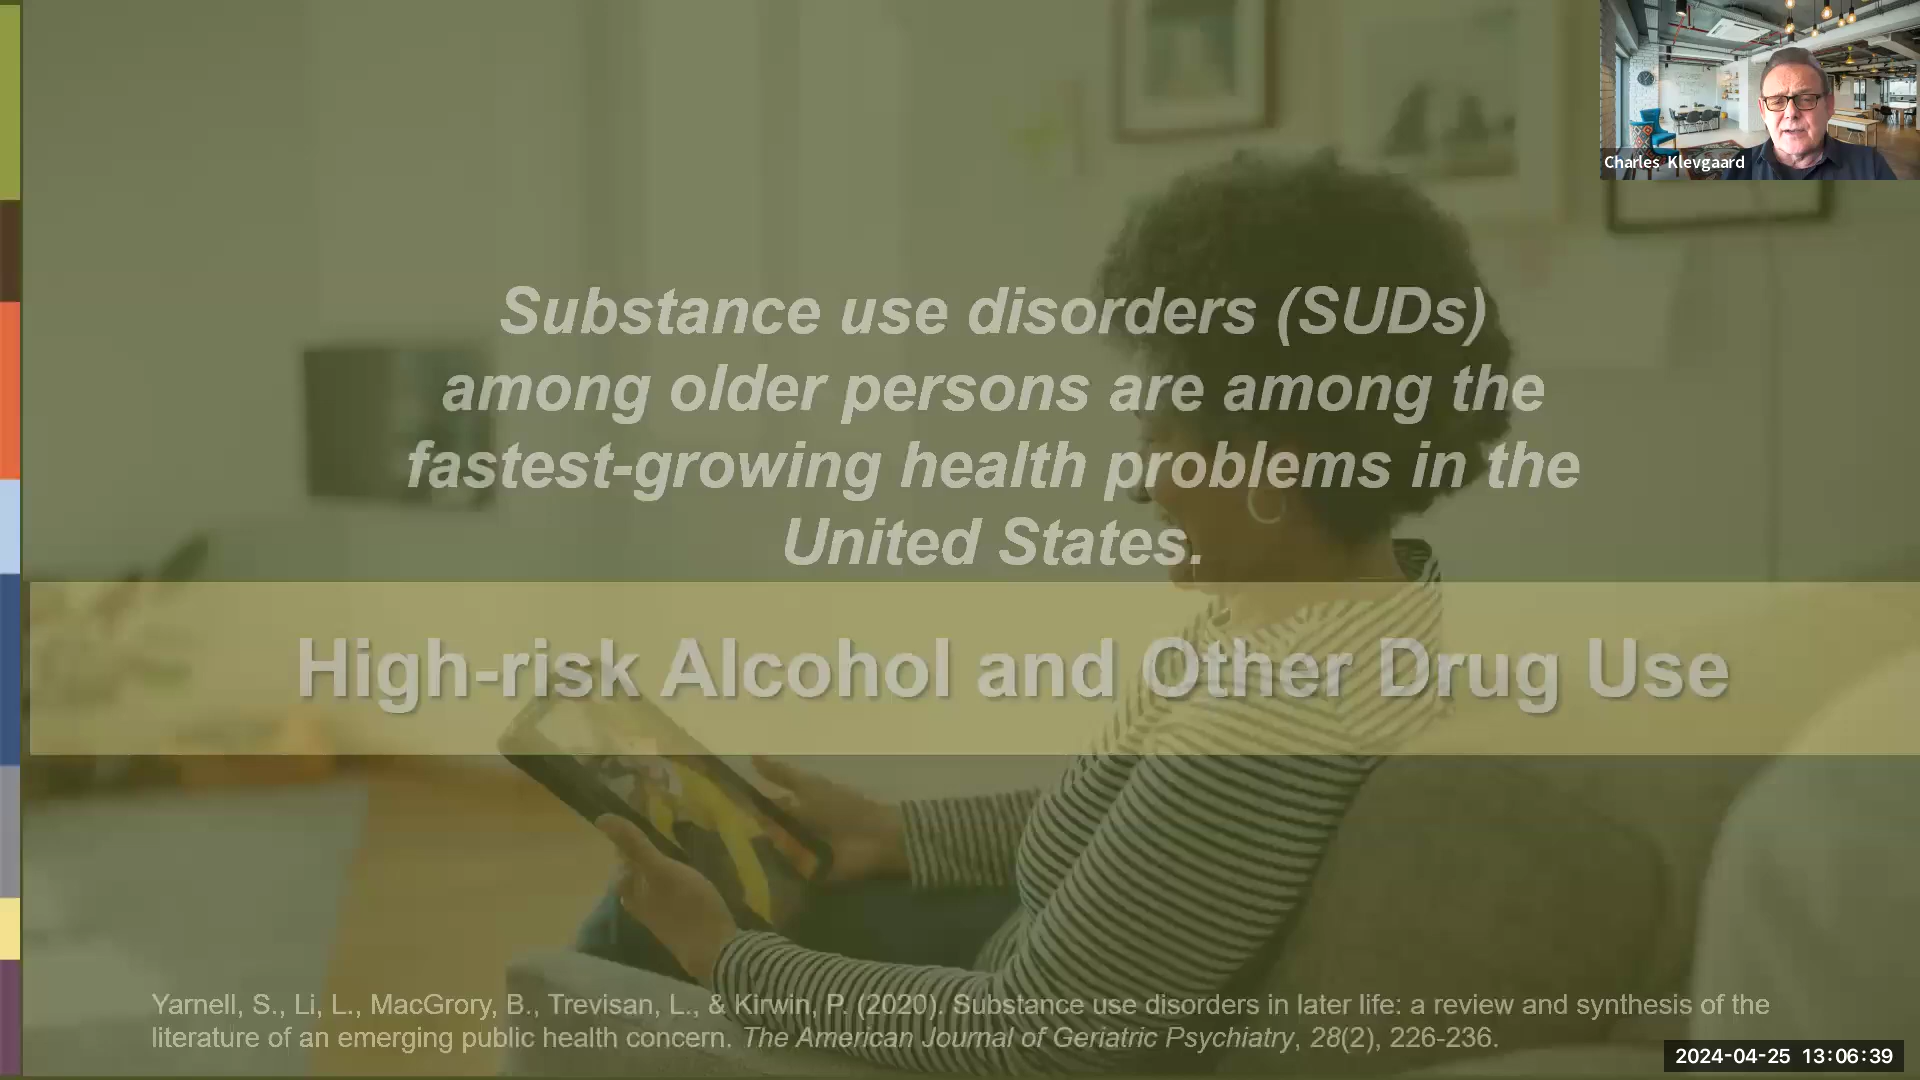 Charles Klevgaard
Substance use disorders (SUDs)
among older persons are among the
fastest-growing health problems in the
United States.
High-risk Alcohol and Other Drug Use
Yarnell, S., Li, L., MacGrory, B., Trevisan, L., & Kirwin, P. (2020). Substance use disorders in later life: a review and synthesis of the
literature of an emerging public health concern. The American Journal of Geriatric Psychiatry, 28(2), 226-236.
2024-04-25 13:06:39